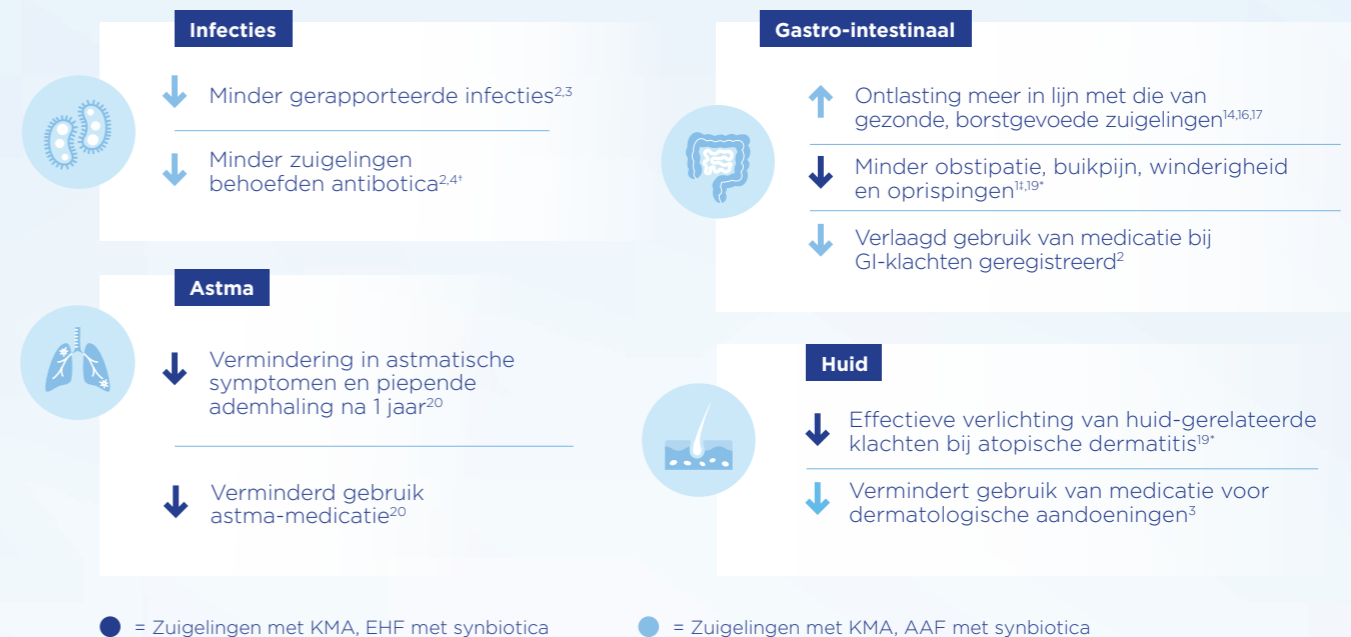 Infecties
Minder gerapporteerde infecties2,3
Minder zuigelingen
behoefden antibotica2,4†
Astma
Vermindering in astmatische
symptomen en piepende
ademhaling na 1 jaar20
Verminderd gebruik
astma-medicatie20
Gastro-intestinaal
Ontlasting meer in lijn met die van
gezonde, borstgevoede zuigelingen14,16,17
Minder obstipatie, buikpijn, winderigheid
en oprispingen1‡,19*
Verlaagd gebruik van medicatie bij
GI-klachten geregistreerd2
Huid
Effectieve verlichting van huid-gerelateerde
klachten bij atopische dermatitis19*
Vermindert gebruik van medicatie voor
dermatologische aandoeningen3
= Zuigelingen met KMA, EHF met synbiotica
= Zuigelingen met KMA, AAF met synbiotica